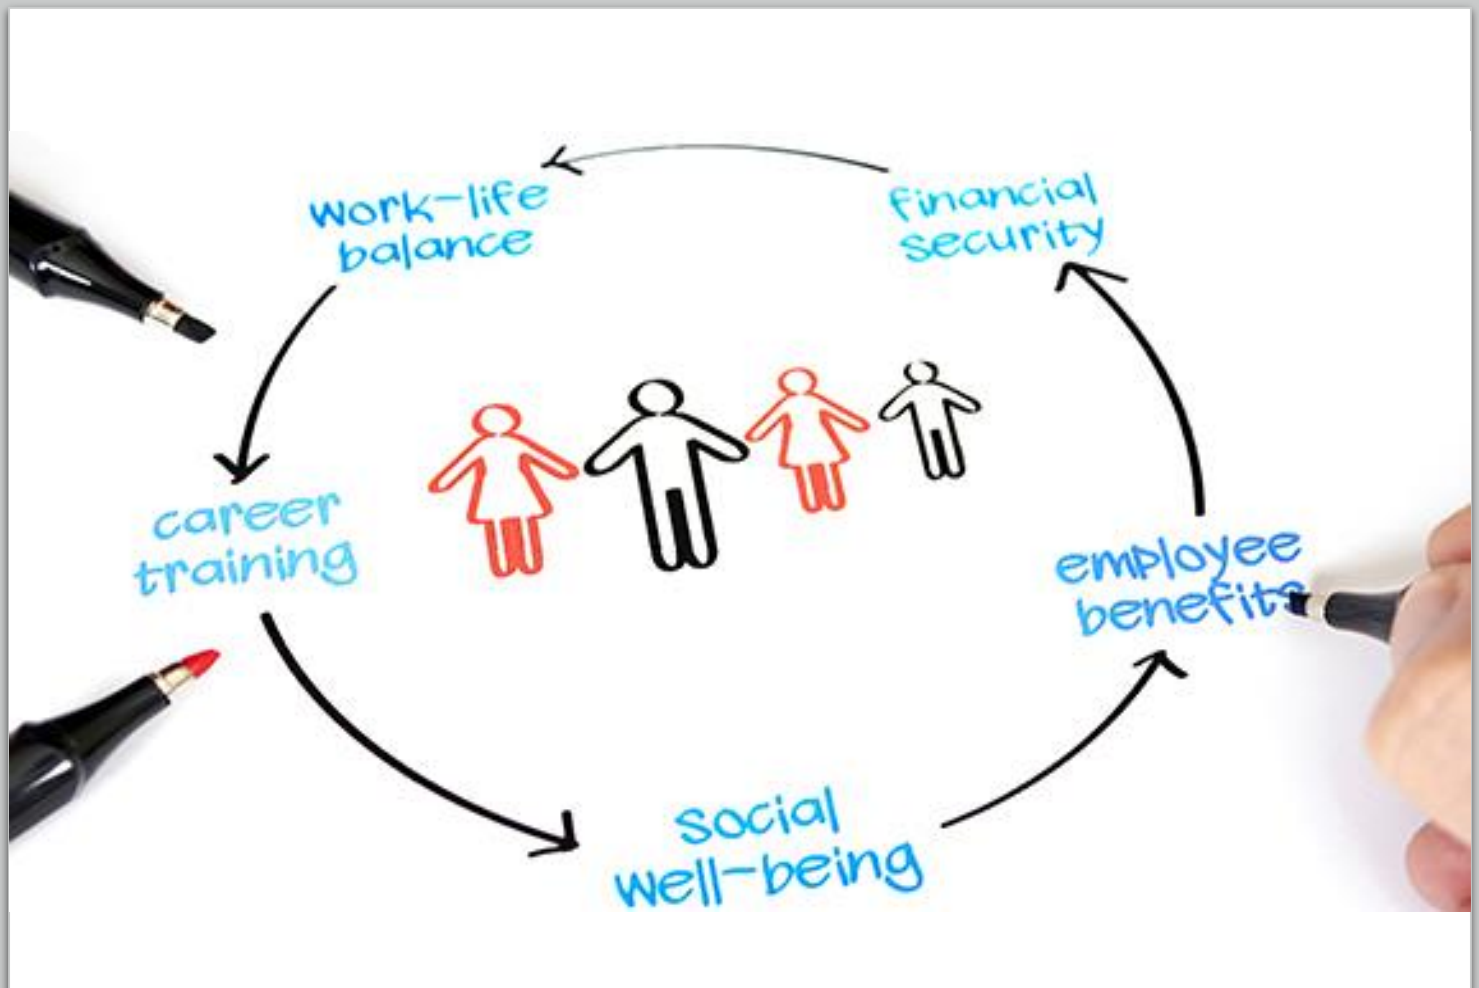 work-life
balance
financial
security
career
training
employee
benefits
social
well-being